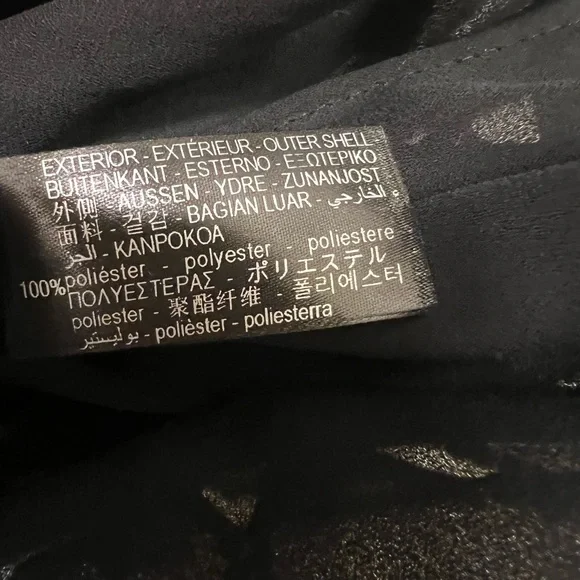 EXTERIOR - EXTÉRIEUR - OUTER SHELL
BUITENKANT - ESTERNO - ΕΞΩΤΕΡΙΚΟ
外側 - AUSSEN - YDRE - ZUNANJOST
面料 - 겉감 - BAGIAN LUAR - الخارجي
الجزء - KANPOKOA
100% poliéster - polyester - poliestere
ΠΟΛΥΕΣΤΕΡΑΣ - ポリエステル
poliester - 聚酯纤维 - 폴리에스터
بوليستير - polièster - poliesterra